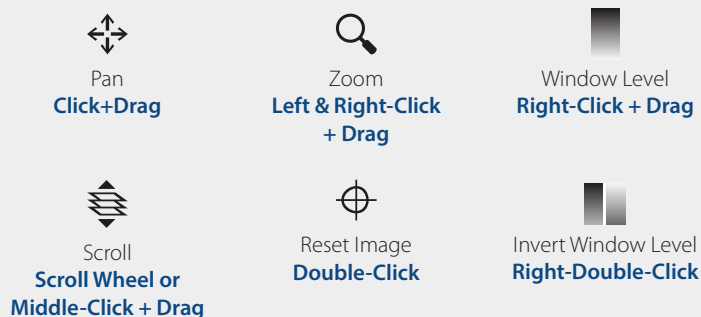 Pan
Click+Drag
Zoom
Left & Right-Click
+ Drag
Window Level
Right-Click + Drag
Scroll
Scroll Wheel or
Middle-Click + Drag
Reset Image
Double-Click
Invert Window Level
Right-Double-Click